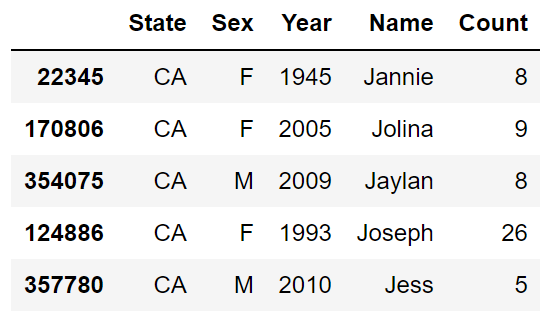 State Sex Year Name Count
22345 CA F 1945 Jannie 8
170806 CA F 2005 Jolina 9
354075 CA M 2009 Jaylan 8
124886 CA F 1993 Joseph 26
357780 CA M 2010 Jess 5